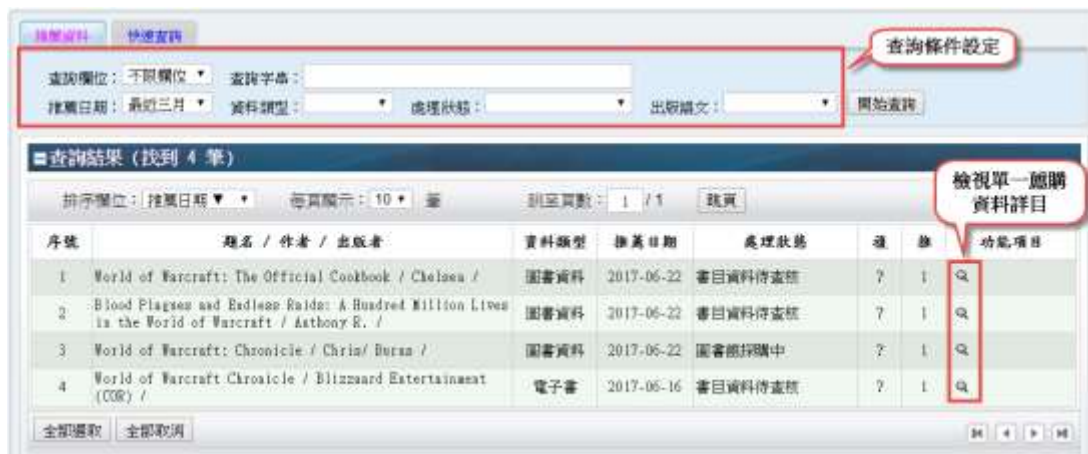 推薦資料 快速查詢
查詢條件設定
查詢欄位： 不限欄位 ▼ 查詢字串：
推薦日期： 最近三月 ▼ 資料類型： ▼ 處理狀態： ▼ 出版語文： ▼ 開始查詢
查詢結果 (找到 4 筆)
檢視單一薦購
資料詳目
排序欄位： 推薦日期▼ ▼ 每頁顯示： 10 ▼ 筆 到至頁數： 1 / 1 跳頁
序號 題名 / 作者 / 出版者 資料類型 推薦日期 處理狀態 複 推 功能項目
1 World of Warcraft: The Official Cookbook / Chelsea / 圖書資料 2017-06-22 書目資料待查核 ? 1
2 Blood Plagues and Endless Raids: A Hundred Million Lives
in the World of Warcraft / Anthony R. / 圖書資料 2017-06-22 書目資料待查核 ? 1
3 World of Warcraft: Chronicle / Chris/ Burns / 圖書資料 2017-06-22 圖書館採購中 ? 1
4 World of Warcraft Chronicle / Blizzaard Entertainment
(COR) / 電子書 2017-06-16 書目資料待查核 ? 1
全部選取 全部取消